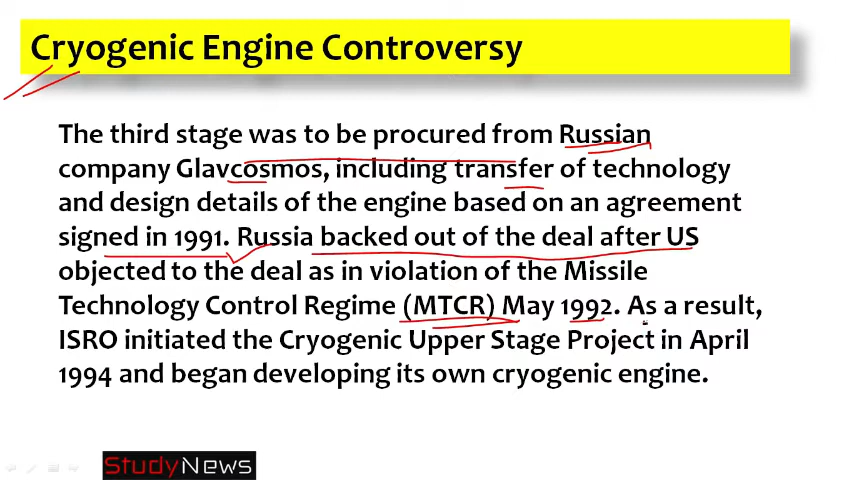 Cryogenic Engine Controversy
The third stage was to be procured from Russian
company Glavcosmos, including transfer of technology
and design details of the engine based on an agreement
signed in 1991. Russia backed out of the deal after US
objected to the deal as in violation of the Missile
Technology Control Regime (MTCR) May 1992. As a result,
ISRO initiated the Cryogenic Upper Stage Project in April
1994 and began developing its own cryogenic engine.
StudyNews